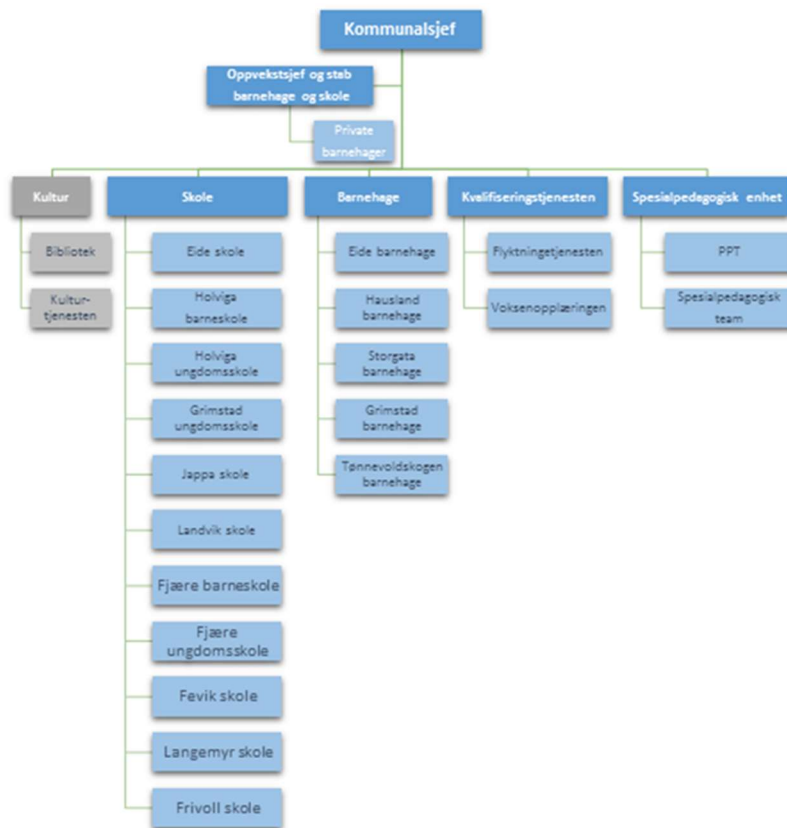 Kommunalsjef
Oppvekstsjef og stab
barnehage og skole
Private
barnehager
Kultur
Bibliotek
Kultur-
tjenesten
Skole
Eide skole
Holviga
barneskole
Holviga
ungdomsskole
Grimstad
ungdomsskole
Jappa skole
Landvik skole
Fjære barneskole
Fjære
ungdomsskole
Fevik skole
Langemyr skole
Frivoll skole
Barnehage
Eide barnehage
Hausland
barnehage
Storgata
barnehage
Grimstad
barnehage
Tønnevoldskogen
barnehage
Kvalifiseringstjenesten
Flyktningetjenesten
Voksenopplæringen
Spesialpedagogisk enhet
PPT
Spesialpedagogisk
team